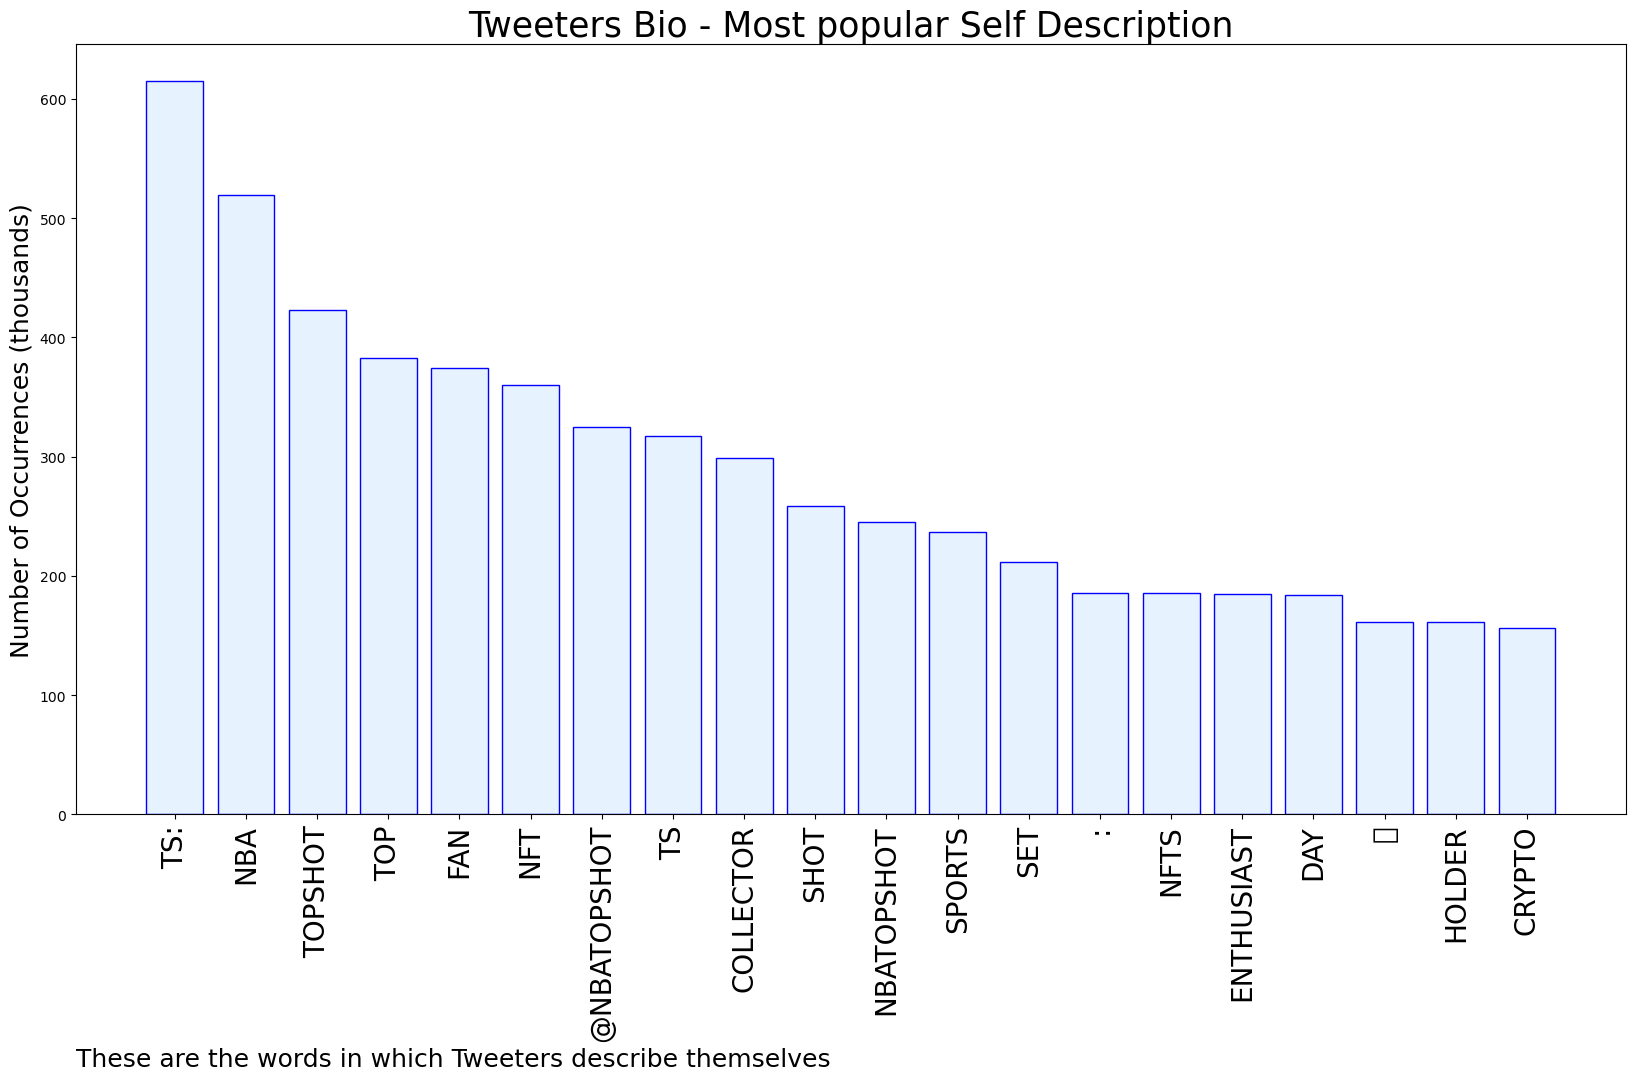 Tweeters Bio - Most popular Self Description
Number of Occurrences (thousands)
600
500
400
300
200
100
0
TS:
NBA
TOPSHOT
TOP
FAN
NFT
@NBATOPSHOT
TS
COLLECTOR
SHOT
NBATOPSHOT
SPORTS
SET
:
NFTS
ENTHUSIAST
DAY
▯
HOLDER
CRYPTO
These are the words in which Tweeters describe themselves